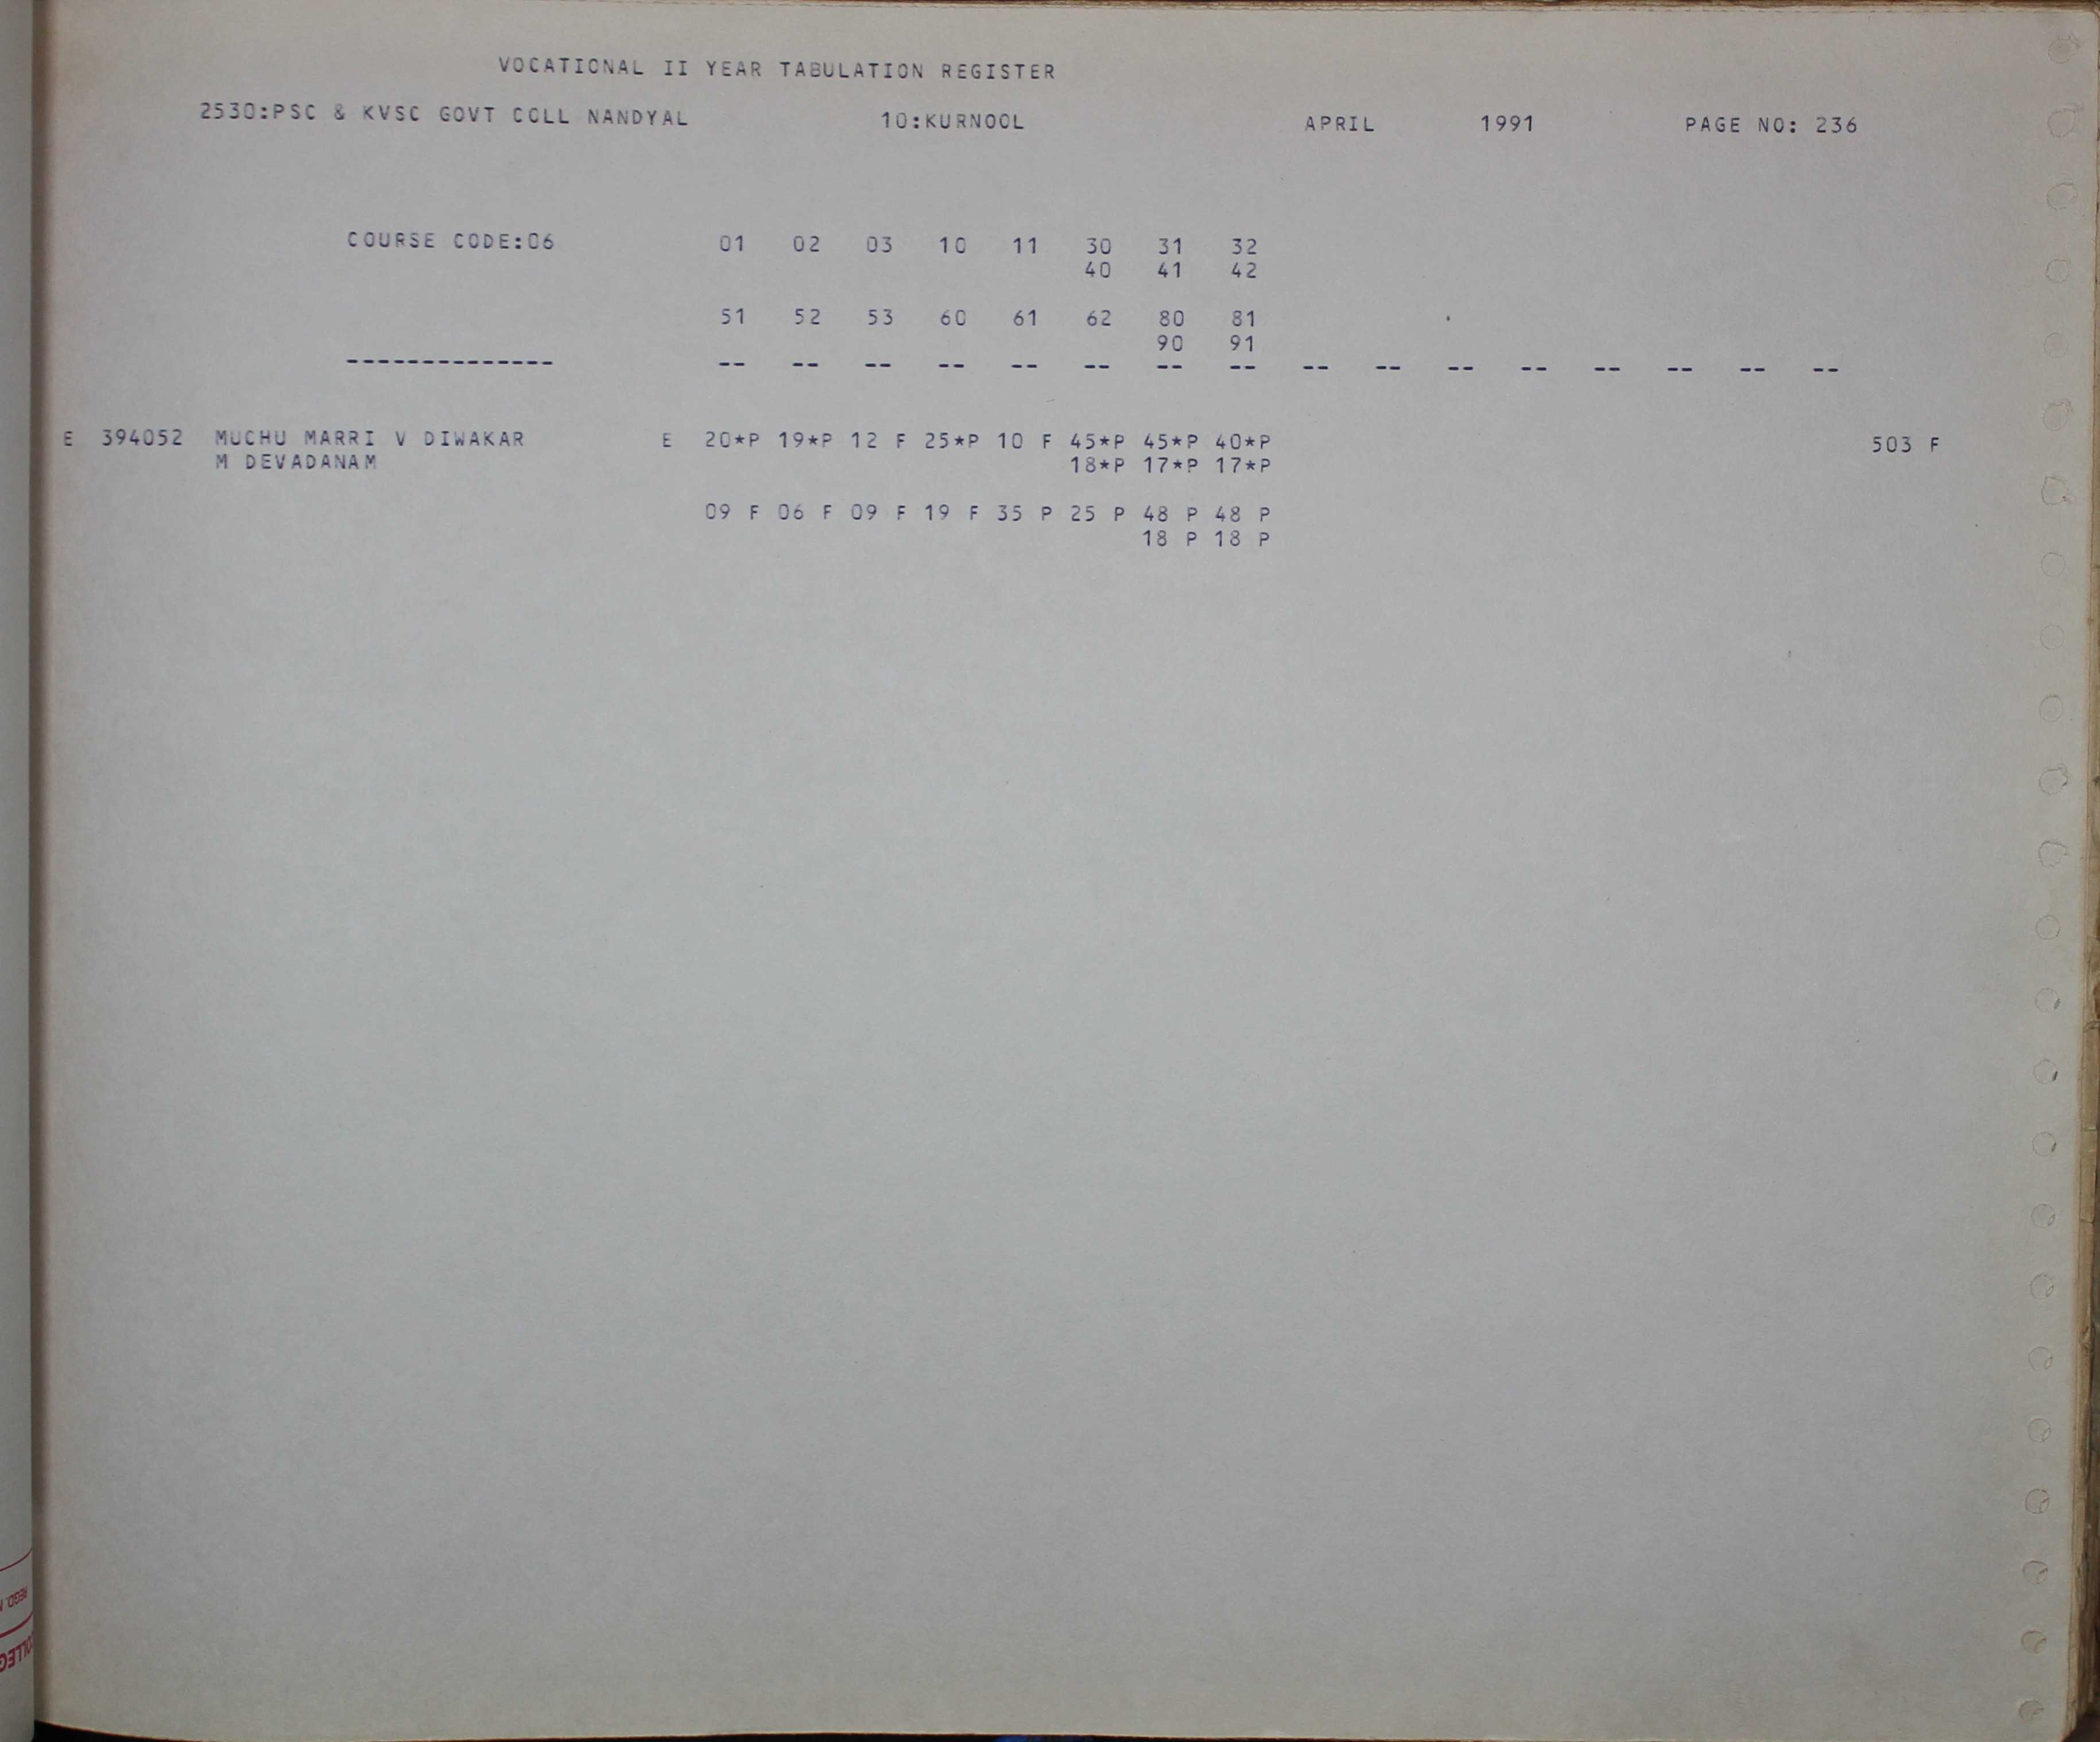 VOCATIONAL II YEAR TABULATION REGISTER
2530:PSC & KVSC GOVT COLL NANDYAL 10:KURNOOL APRIL 1991 PAGE NO: 236
COURSE CODE:06 01 02 03 10 11 30 31 32
40 41 42
51 52 53 60 61 62 80 81
90 91
-------------- -- -- -- -- -- -- -- -- -- -- -- -- -- -- -- --
E 394052 MUCHU MARRI V DIWAKAR E 20*P 19*P 12 F 25*P 10 F 45*P 45*P 40*P 503 F
M DEVADANAM 18*P 17*P 17*P
09 F 06 F 09 F 19 F 35 P 25 P 48 P 48 P
18 P 18 P
REGD.